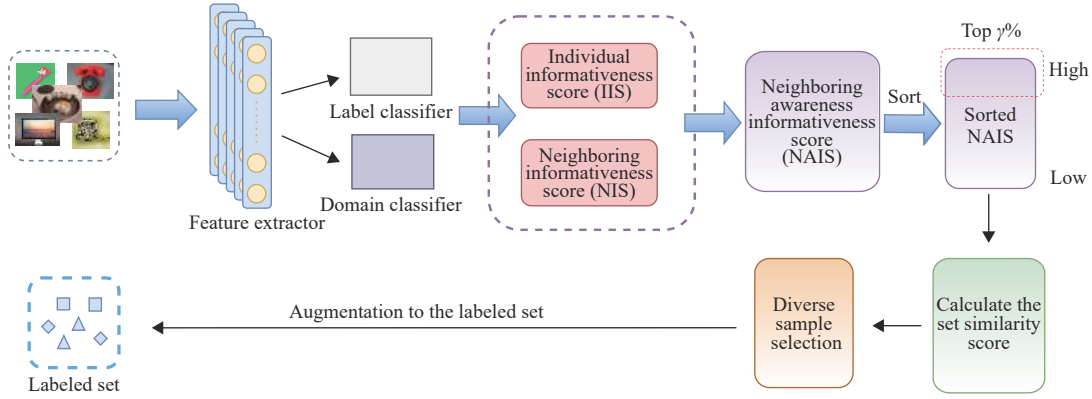 Top γ%
High
Individual
informativeness
score (IIS)
Neighboring
awareness
informativeness
score
(NAIS)
Sort
Sorted
NAIS
Label classifier
Neighboring
informativeness
score (NIS)
Low
Domain classifier
Feature extractor
Calculate the
set similarity
score
Diverse
sample
selection
Augmentation to the labeled set
Labeled set